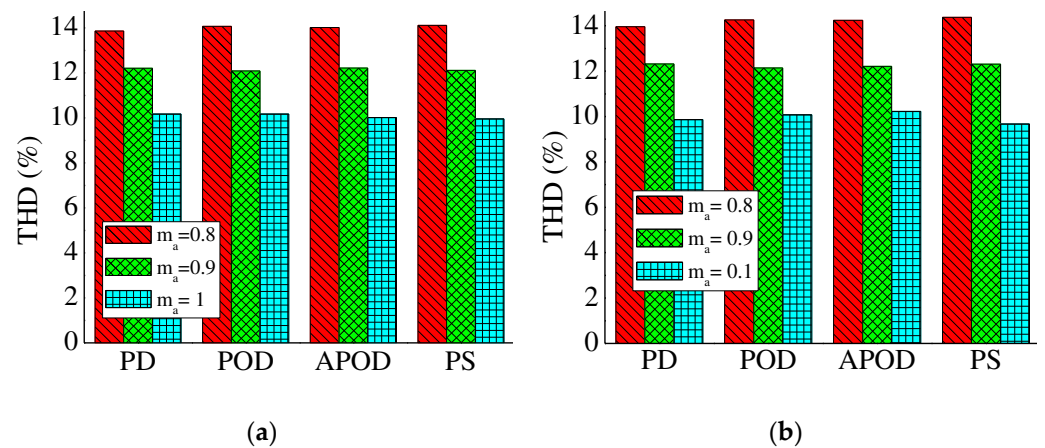 14
12
10
8
6
4
2
0
THD (%)
m_a=0.8
m_a=0.9
m_a= 1
PD POD APOD PS
(a)
14
12
10
8
6
4
2
0
THD (%)
m_a= 0.8
m_a= 0.9
m_a= 0.1
PD POD APOD PS
(b)